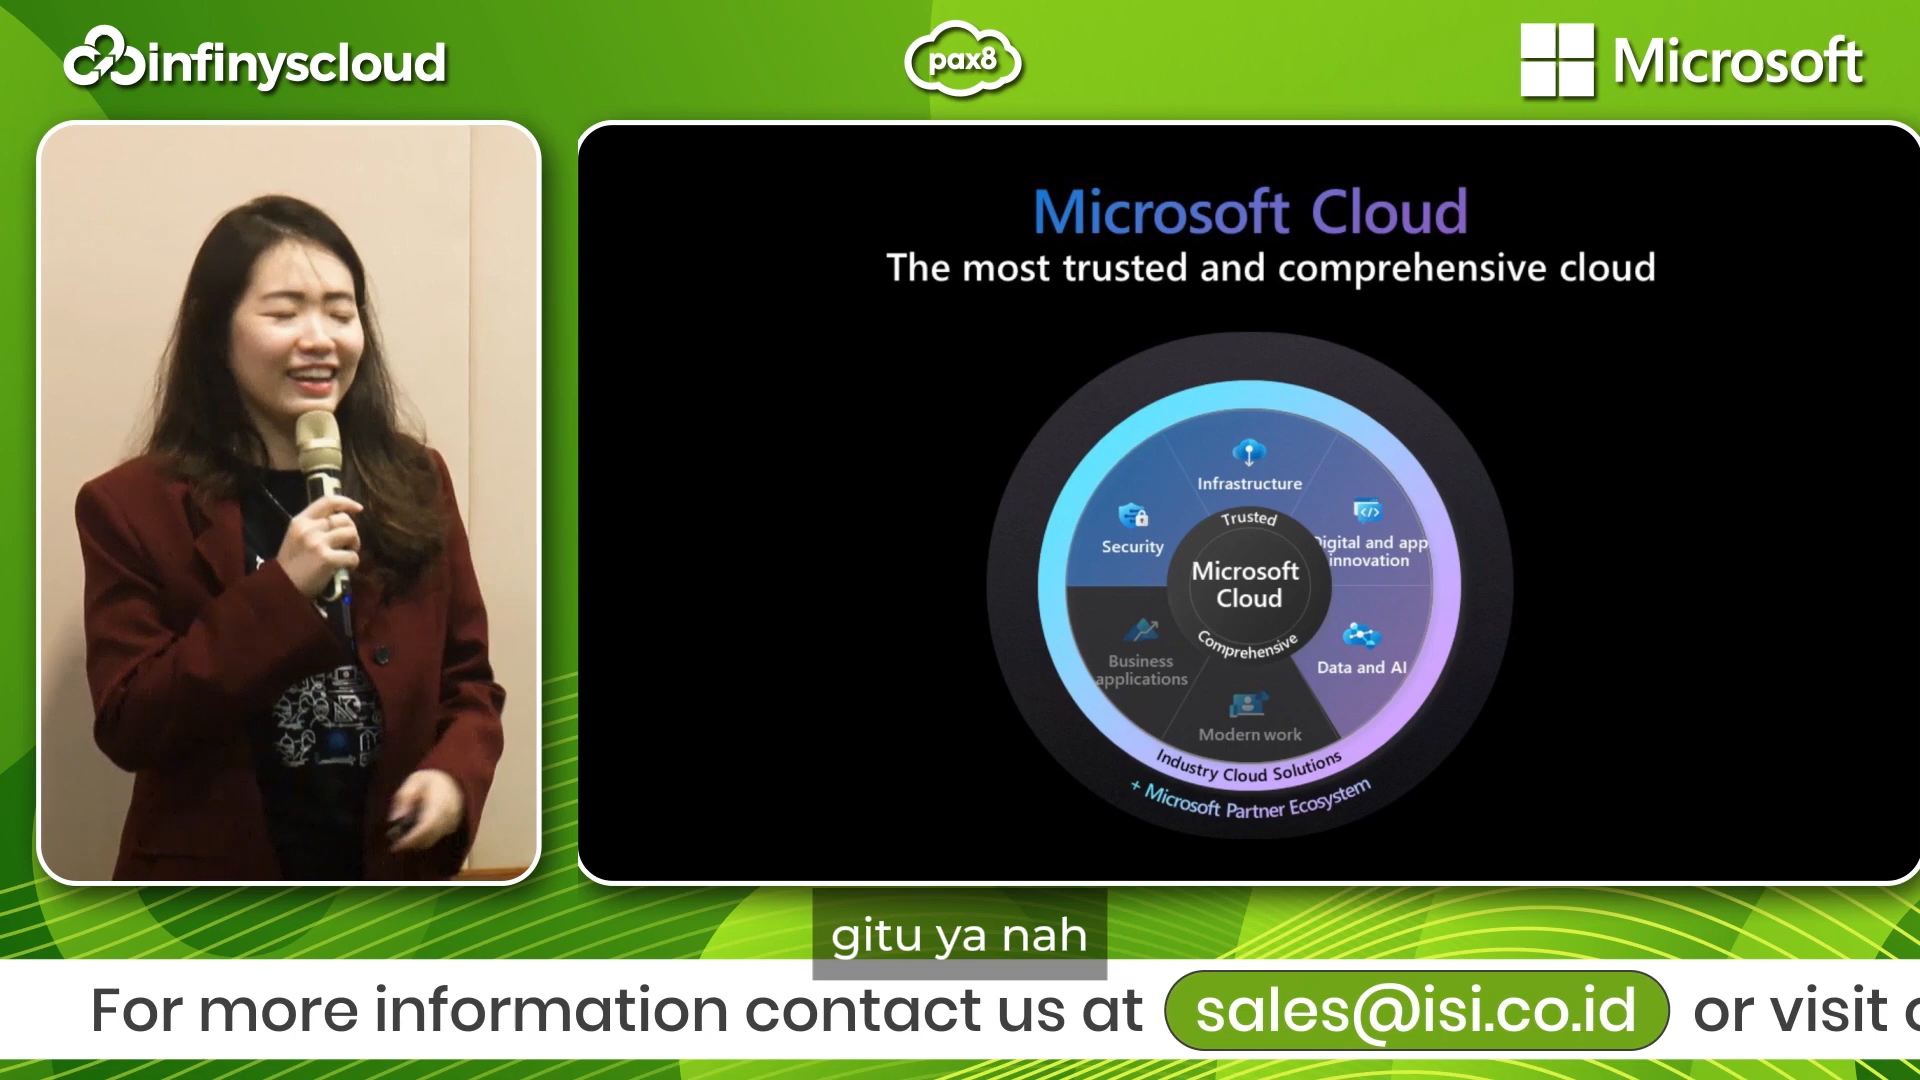 infinyscloud
pax8
Microsoft
Microsoft Cloud
The most trusted and comprehensive cloud
Infrastructure
Security
Trusted
Digital and app
innovation
Microsoft
Cloud
Comprehensive
Business
applications
Data and AI
Modern work
Industry Cloud Solutions
+ Microsoft Partner Ecosystem
gitu ya nah
For more information contact us at sales@isi.co.id or visit